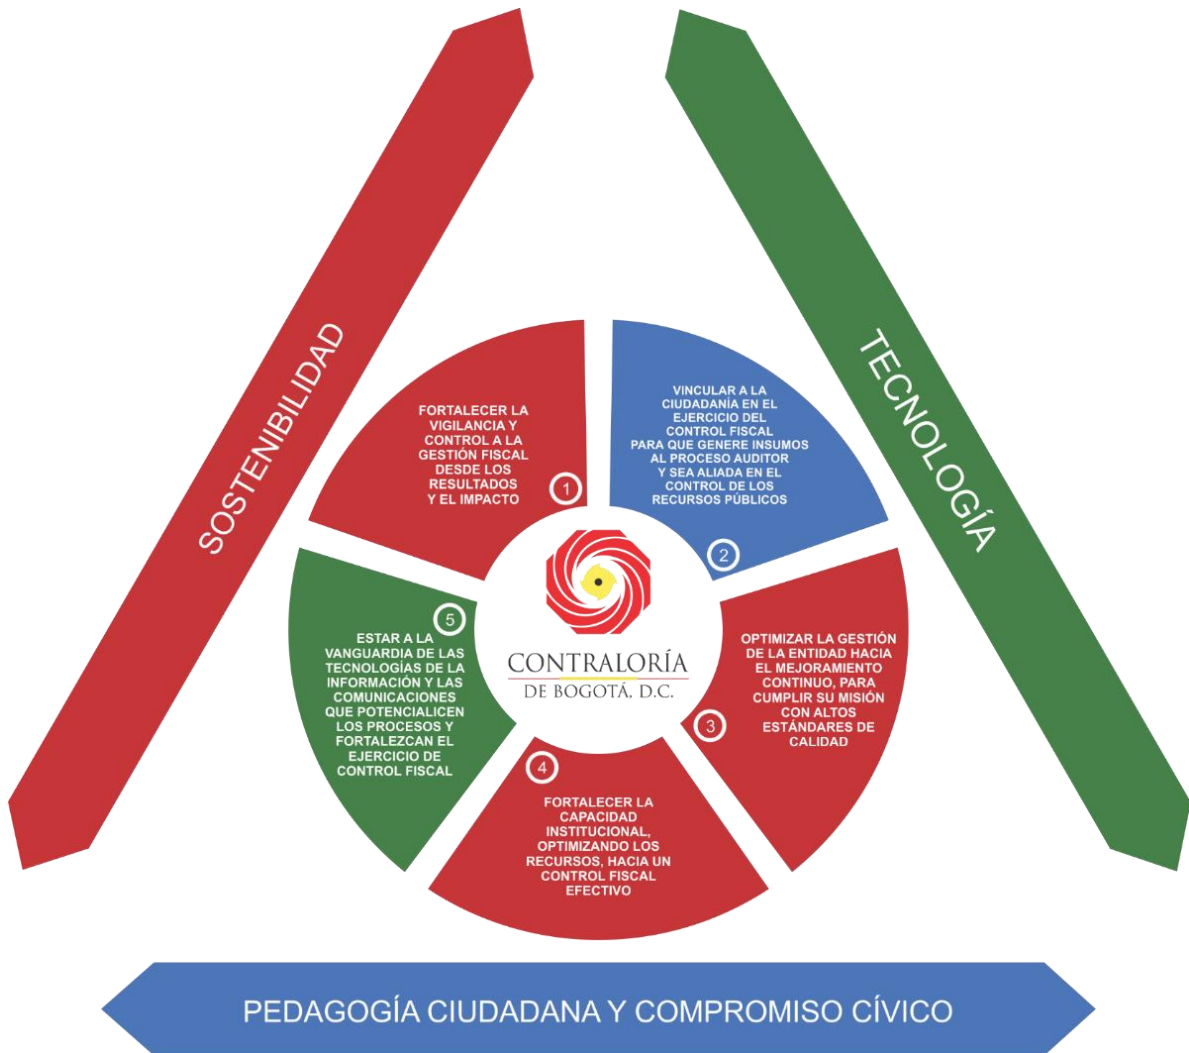 SOSTENIBILIDAD
TECNOLOGÍA
FORTALECER LA
VIGILANCIA Y
CONTROL A LA
GESTIÓN FISCAL
DESDE LOS
RESULTADOS
Y EL IMPACTO
1
VINCULAR A LA
CIUDADANÍA EN EL
EJERCICIO DEL
CONTROL FISCAL
PARA QUE GENERE INSUMOS
AL PROCESO AUDITOR
Y SEA ALIADA EN EL
CONTROL DE LOS
RECURSOS PÚBLICOS
2
OPTIMIZAR LA GESTIÓN
DE LA ENTIDAD HACIA
EL MEJORAMIENTO
CONTINUO, PARA
CUMPLIR SU MISIÓN
CON ALTOS
ESTÁNDARES DE
CALIDAD
3
4
FORTALECER LA
CAPACIDAD
INSTITUCIONAL,
OPTIMIZANDO LOS
RECURSOS, HACIA UN
CONTROL FISCAL
EFECTIVO
5
ESTAR A LA
VANGUARDIA DE LAS
TECNOLOGÍAS DE LA
INFORMACIÓN Y LAS
COMUNICACIONES
QUE POTENCIALICEN
LOS PROCESOS Y
FORTALEZCAN EL
EJERCICIO DE
CONTROL FISCAL
CONTRALORÍA
DE BOGOTÁ, D.C.
PEDAGOGÍA CIUDADANA Y COMPROMISO CÍVICO